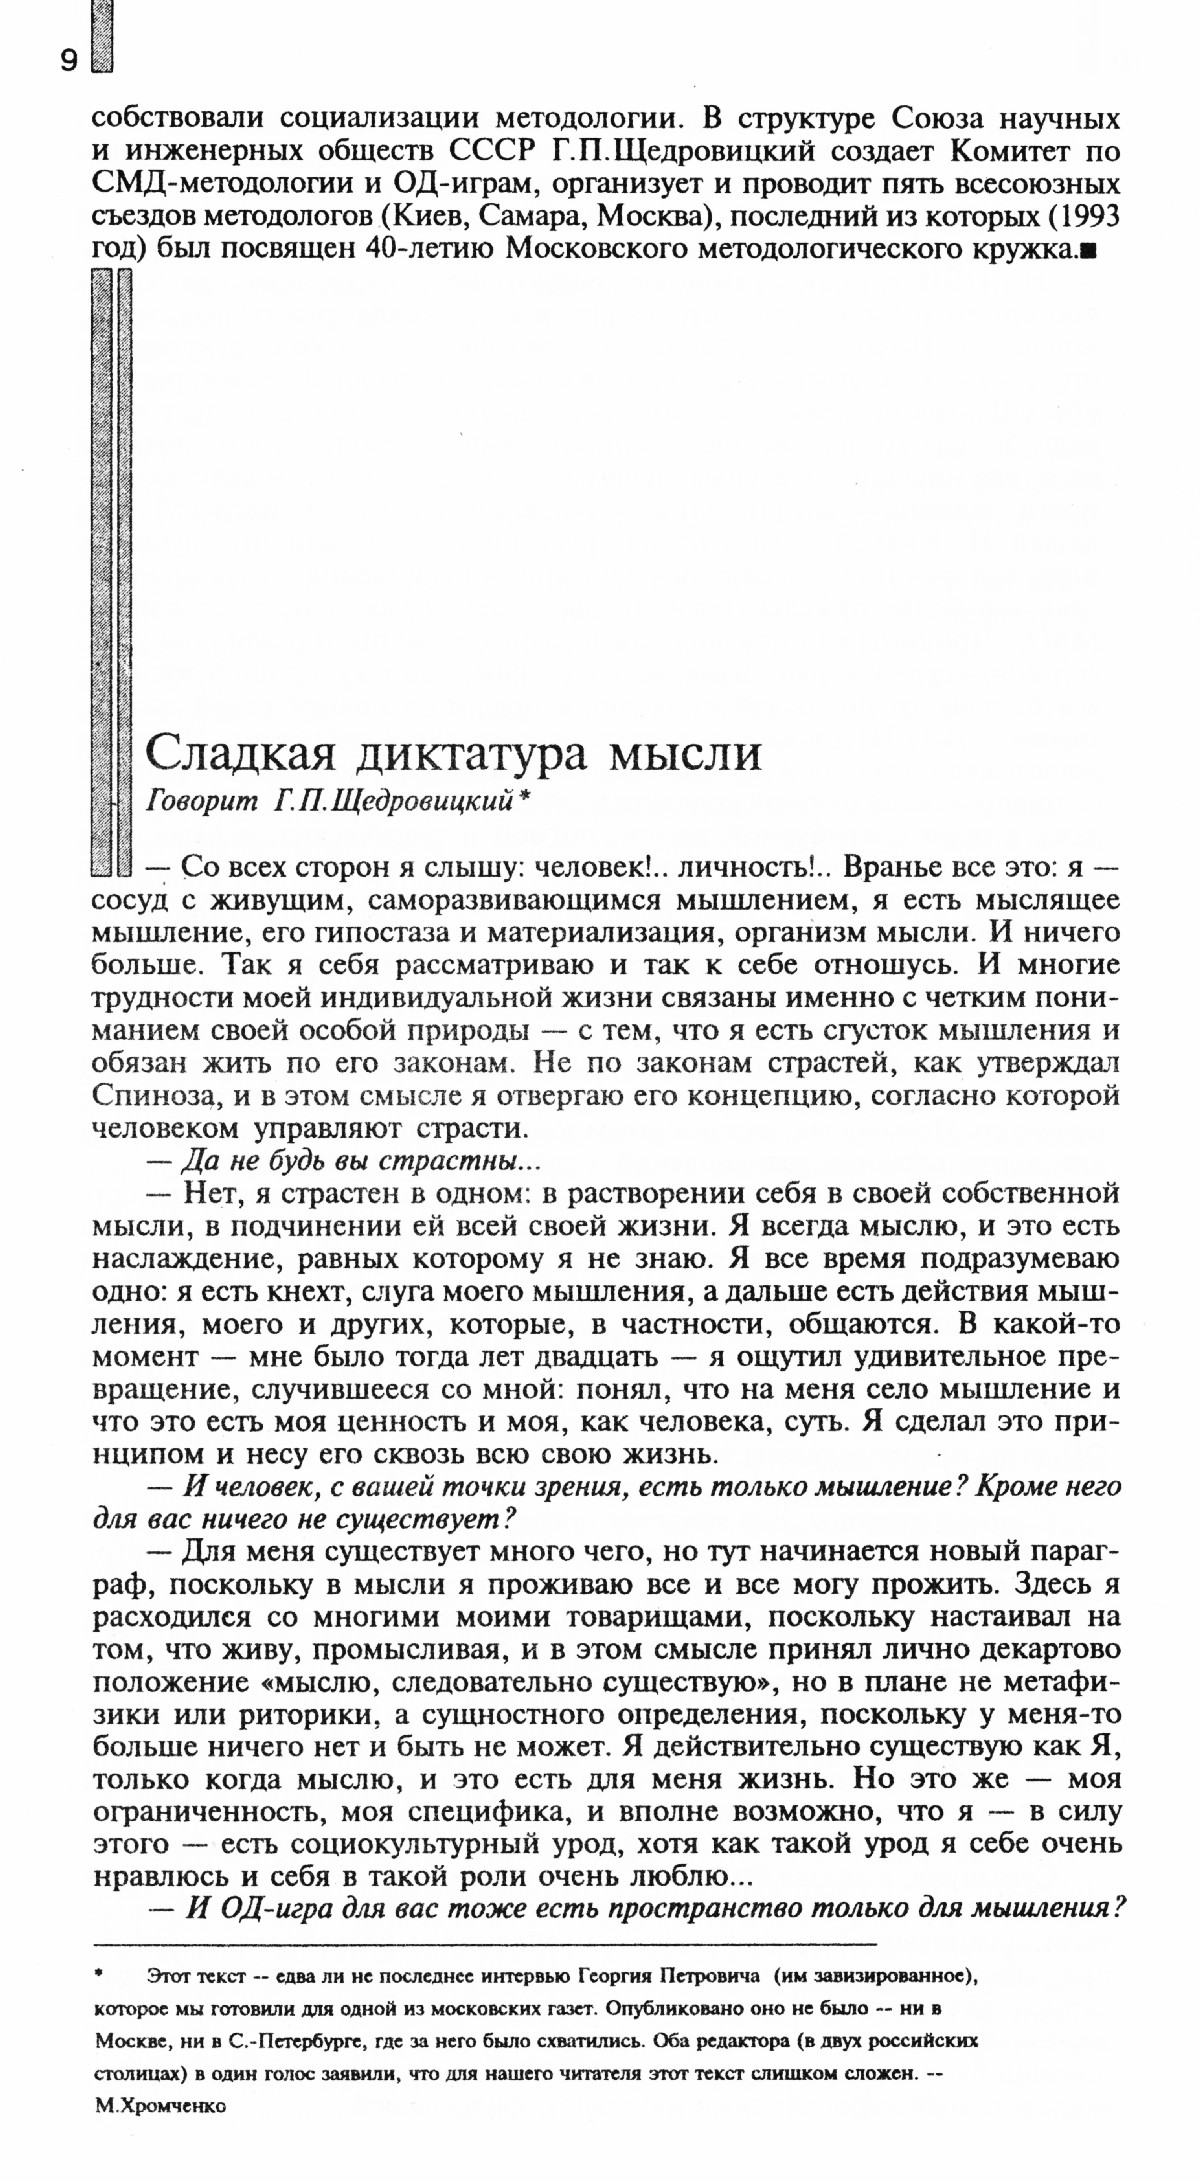 9
собствовали социализации методологии. В структуре Союза научных
и инженерных обществ СССР Г.П.Щедровицкий создает Комитет по
СМД-методологии и ОД-играм, организует и проводит пять всесоюзных
съездов методологов (Киев, Самара, Москва), последний из которых (1993
год) был посвящен 40-летию Московского методологического кружка.■
Сладкая диктатура мысли
Говорит Г.П.Щедровицкий*
— Со всех сторон я слышу: человек!.. личность!.. Вранье все это: я —
сосуд с живущим, саморазвивающимся мышлением, я есть мыслящее
мышление, его гипостаза и материализация, организм мысли. И ничего
больше. Так я себя рассматриваю и так к себе отношусь. И многие
трудности моей индивидуальной жизни связаны именно с четким пони-
манием своей особой природы — с тем, что я есть сгусток мышления и
обязан жить по его законам. Не по законам страстей, как утверждал
Спиноза, и в этом смысле я отвергаю его концепцию, согласно которой
человеком управляют страсти.
— Да не будь вы страстны...
— Нет, я страстен в одном: в растворении себя в своей собственной
мысли, в подчинении ей всей своей жизни. Я всегда мыслю, и это есть
наслаждение, равных которому я не знаю. Я все время подразумеваю
одно: я есть кнехт, слуга моего мышления, а дальше есть действия мыш-
ления, моего и других, которые, в частности, общаются. В какой-то
момент — мне было тогда лет двадцать — я ощутил удивительное пре-
вращение, случившееся со мной: понял, что на меня село мышление и
что это есть моя ценность и моя, как человека, суть. Я сделал это при-
нципом и несу его сквозь всю свою жизнь.
— И человек, с вашей точки зрения, есть только мышление? Кроме него
для вас ничего не существует?
— Для меня существует много чего, но тут начинается новый параг-
раф, поскольку в мысли я проживаю все и все могу прожить. Здесь я
расходился со многими моими товарищами, поскольку настаивал на
том, что живу, промысливая, и в этом смысле принял лично декартово
положение «мыслю, следовательно существую», но в плане не метафи-
зики или риторики, а сущностного определения, поскольку у меня-то
больше ничего нет и быть не может. Я действительно существую как Я,
только когда мыслю, и это есть для меня жизнь. Но это же — моя
ограниченность, моя специфика, и вполне возможно, что я — в силу
этого — есть социокультурный урод, хотя как такой урод я себе очень
нравлюсь и себя в такой роли очень люблю...
— И ОД-игра для вас тоже есть пространство только для мышления?
* Этот текст -- едва ли не последнее интервью Георгия Петровича (им завизированное),
которое мы готовили для одной из московских газет. Опубликовано оно не было -- ни в
Москве, ни в С.-Петербурге, где за него было схватились. Оба редактора (в двух российских
столицах) в один голос заявили, что для нашего читателя этот текст слишком сложен. --
М.Хромченко